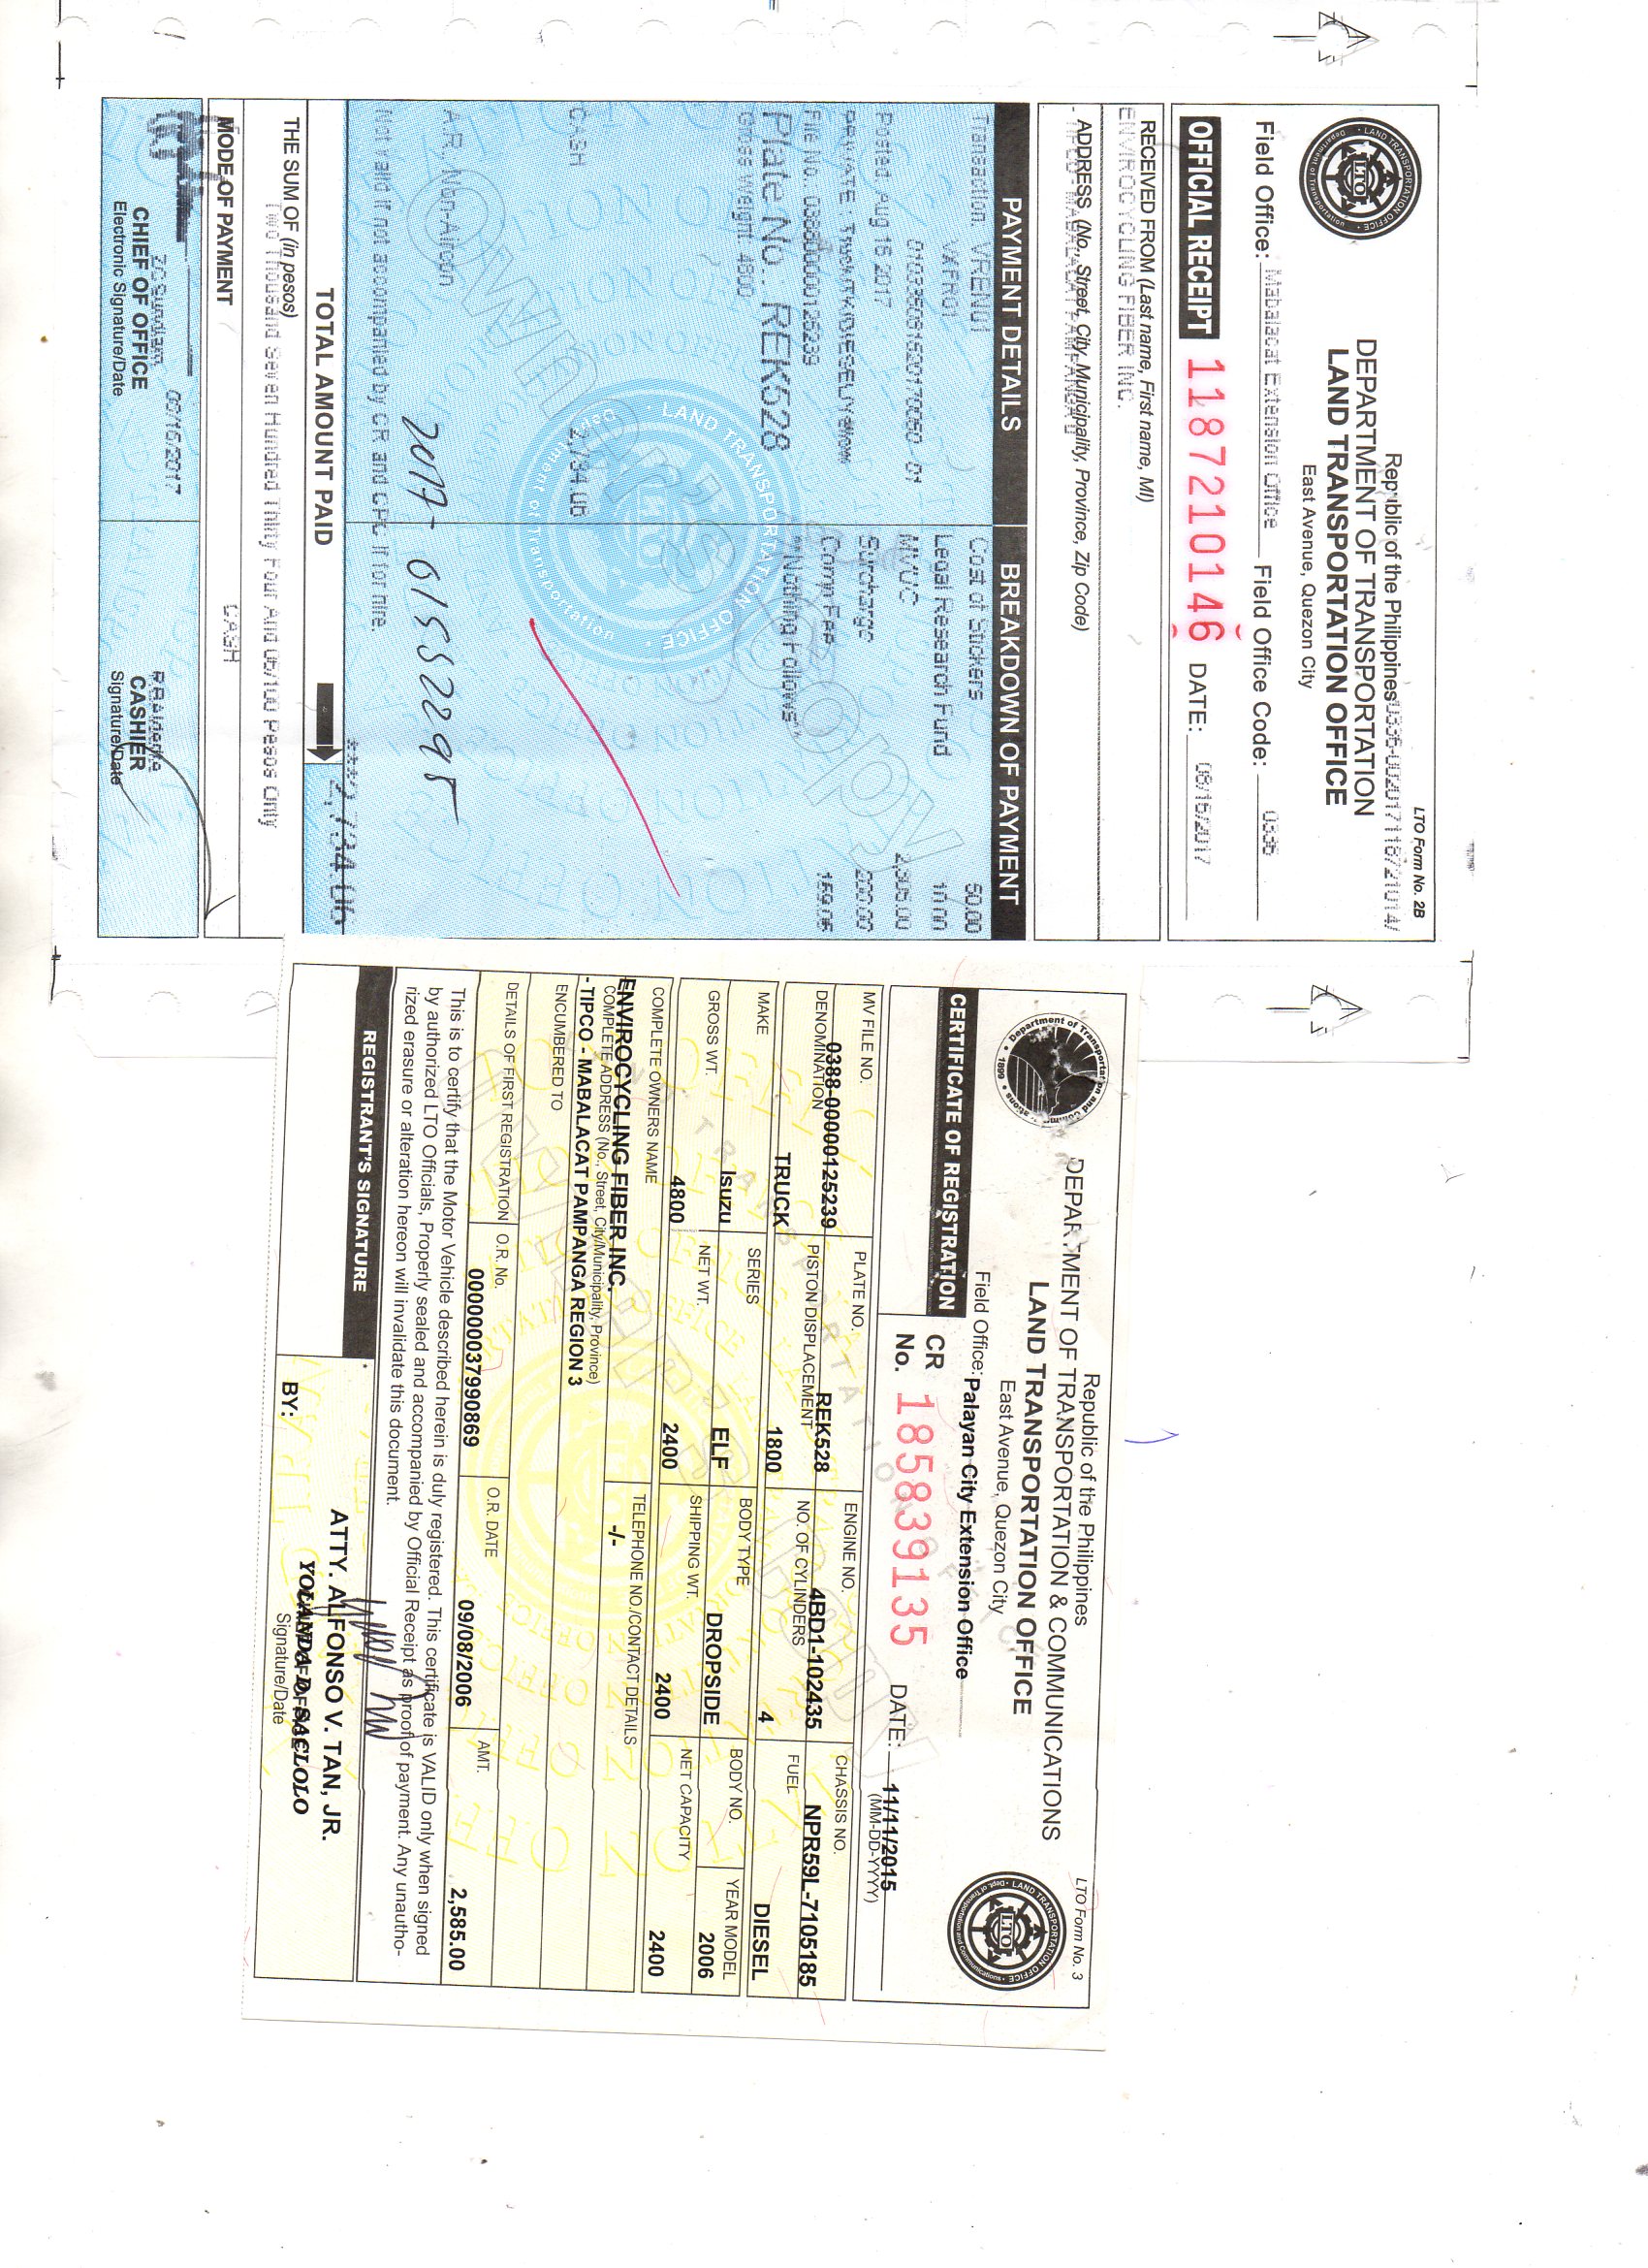 LTO Form No. 2B
Republic of the Philippines
DEPARTMENT OF TRANSPORTATION
LAND TRANSPORTATION OFFICE
East Avenue, Quezon City
Field Office: Mabalacat Extension Office Field Office Code: 0336
OFFICIAL RECEIPT 1187210146 DATE: 08/16/2017
RECEIVED FROM (Last name, First name, MI)
ENVIROCYCLING FIBER INC.
ADDRESS (No., Street, City, Municipality, Province, Zip Code)
- TIPCO - MABALACAT PAMPANGA
PAYMENT DETAILS BREAKDOWN OF PAYMENT
Transaction: VREN01
VXFR01
Posted: Aug 16 2017
PRIVATE : Truck/TK/DIESEL/Yellow
File No.: 038800000125239
Plate No.: REK528
Gross Weight: 4800
CASH 2,734.06
A.R., Non-Aircon
Cost of Stickers 50.00
Legal Research Fund 10.00
MVUC 2,305.00
Surcharge 200.00
Comp Fee 169.06
**Nothing Follows**
Owner's Copy
2017- 01552295
Not valid if not accompanied by CR and CPC if for hire.
TOTAL AMOUNT PAID ***2,734.06
THE SUM OF (in pesos)
Two Thousand Seven Hundred Thirty Four And 06/100 Pesos Only
MODE OF PAYMENT CASH
08/16/2017
CHIEF OF OFFICE
Electronic Signature/Date
CASHIER
Signature/Date
LTO Form No. 3
Republic of the Philippines
DEPARTMENT OF TRANSPORTATION & COMMUNICATIONS
LAND TRANSPORTATION OFFICE
East Avenue, Quezon City
Field Office: Palayan City Extension Office
CERTIFICATE OF REGISTRATION
CR No. 185839135 DATE: 11/11/2015
(MM-DD-YYYY)
MV FILE NO. PLATE NO. ENGINE NO. CHASSIS NO.
0388-00000125239 REK528 4BD1-102435 NPR59L-7105185
DENOMINATION PISTON DISPLACEMENT NO. OF CYLINDERS FUEL
TRUCK 1800 4 DIESEL
MAKE SERIES BODY TYPE BODY NO. YEAR MODEL
Isuzu ELF DROPSIDE 2006
GROSS WT. NET WT. SHIPPING WT. NET CAPACITY
4800 2400 2400 2400
COMPLETE OWNERS NAME TELEPHONE NO./CONTACT DETAILS
ENVIROCYCLING FIBER INC. -/-
COMPLETE ADDRESS (No., Street, City/Municipality, Province)
- TIPCO - MABALACAT PAMPANGA REGION 3
ENCUMBERED TO
DETAILS OF FIRST REGISTRATION O.R. No. O.R. DATE AMT.
000000037990869 09/08/2006 2,585.00
This is to certify that the Motor Vehicle described herein is duly registered. This certificate is VALID only when signed
by authorized LTO Officials, Properly sealed and accompanied by Official Receipt as proof of payment. Any unautho-
rized erasure or alteration hereon will invalidate this document.
REGISTRANT'S SIGNATURE
ATTY. ALFONSO V. TAN, JR.
YOLANDA D. SACLOLO
CHIEF OF OFFICE
BY: Signature/Date
Owner's Copy